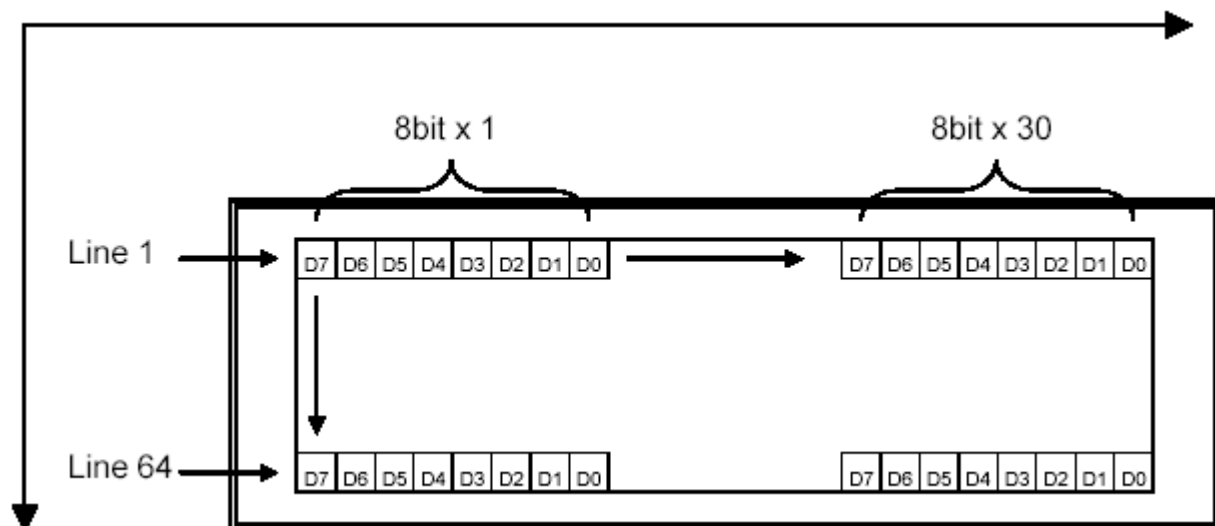 8bit x 1 8bit x 30
Line 1 D7 D6 D5 D4 D3 D2 D1 D0 D7 D6 D5 D4 D3 D2 D1 D0
Line 64 D7 D6 D5 D4 D3 D2 D1 D0 D7 D6 D5 D4 D3 D2 D1 D0